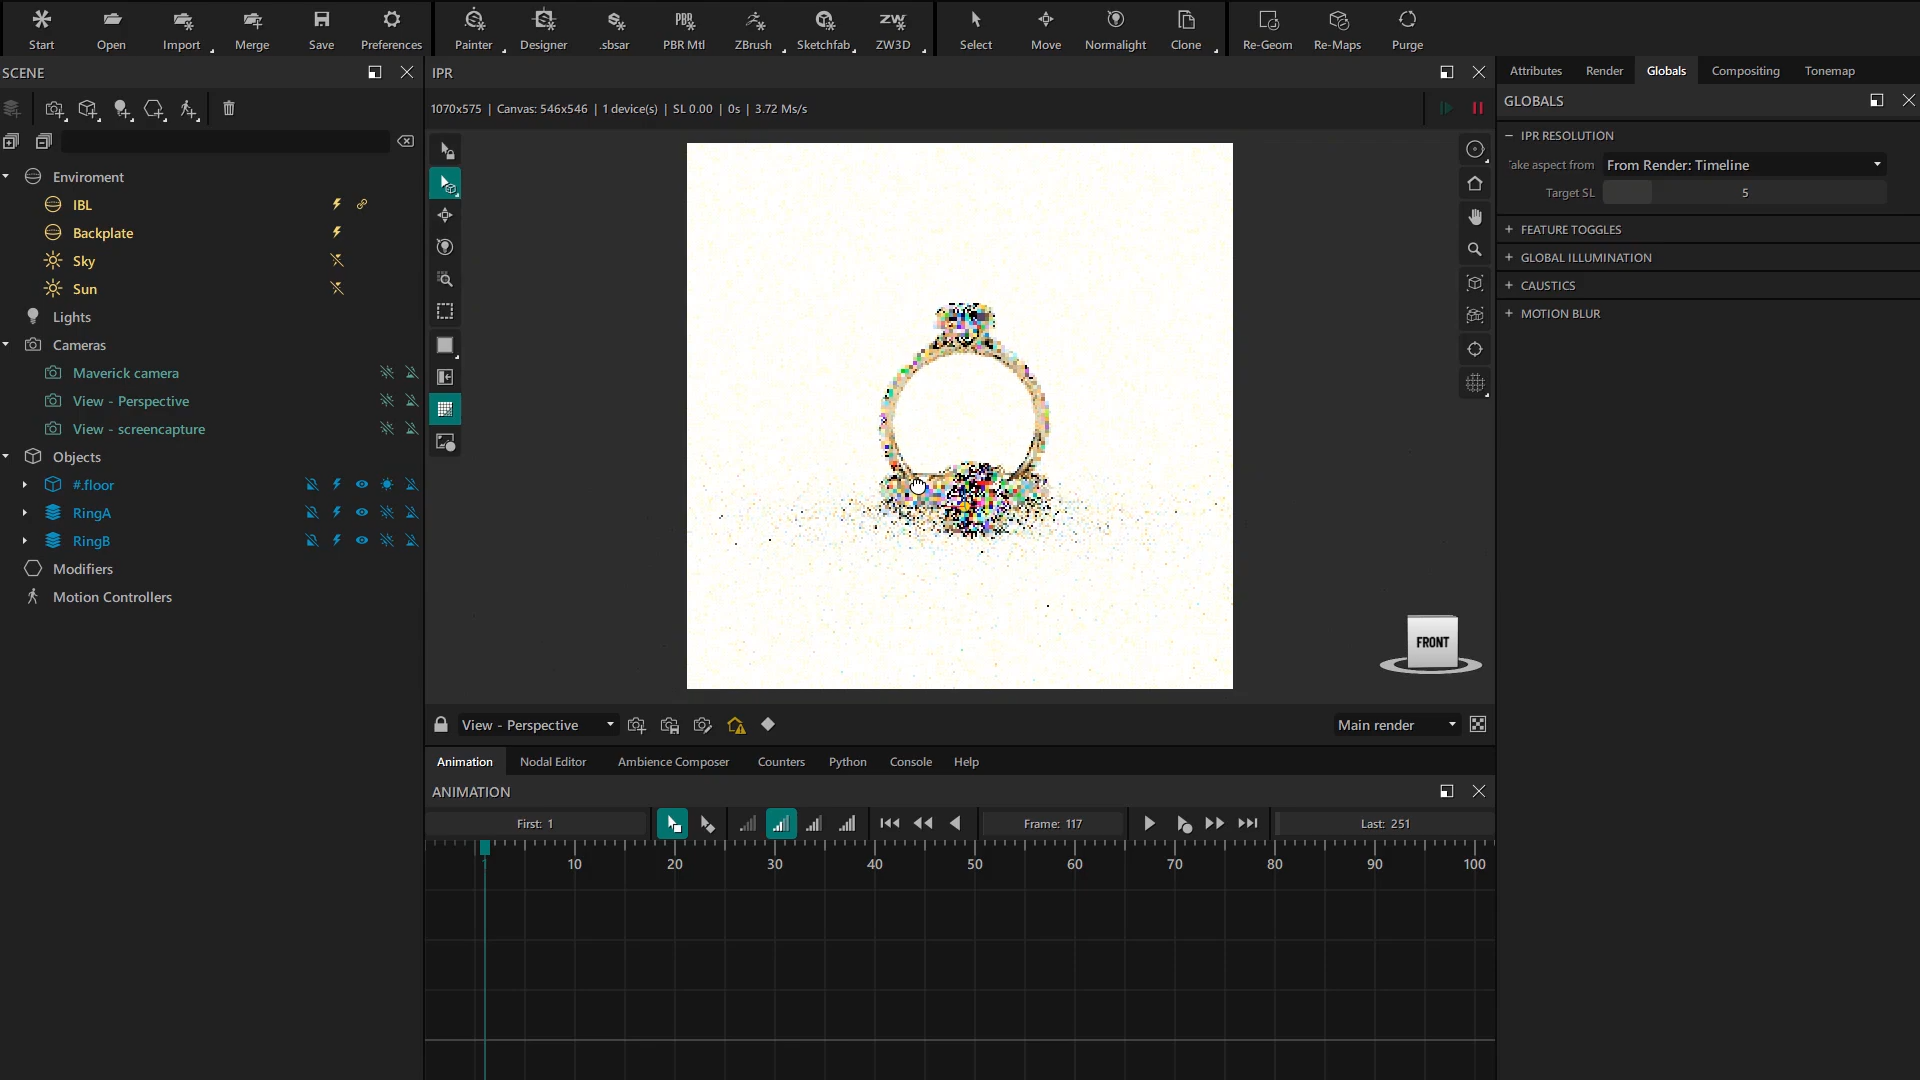 Start Open Import Merge Save Preferences Painter Designer .sbsar PBR Mtl ZBrush Sketchfab ZW3D Select Move Normalight Clone Re-Geom Re-Maps Purge
SCENE
Enviroment
IBL
Backplate
Sky
Sun
Lights
Cameras
Maverick camera
View - Perspective
View - screencapture
Objects
#.floor
RingA
RingB
Modifiers
Motion Controllers
IPR
1070x575 | Canvas: 546x546 | 1 device(s) | SL 0.00 | 0s | 3.72 Ms/s
FRONT
View - Perspective
Main render
Animation Nodal Editor Ambience Composer Counters Python Console Help
ANIMATION
First: 1
Frame: 117
Last: 251
10 20 30 40 50 60 70 80 90 100
Attributes Render Globals Compositing Tonemap
GLOBALS
IPR RESOLUTION
ake aspect from From Render: Timeline
Target SL 5
FEATURE TOGGLES
GLOBAL ILLUMINATION
CAUSTICS
MOTION BLUR